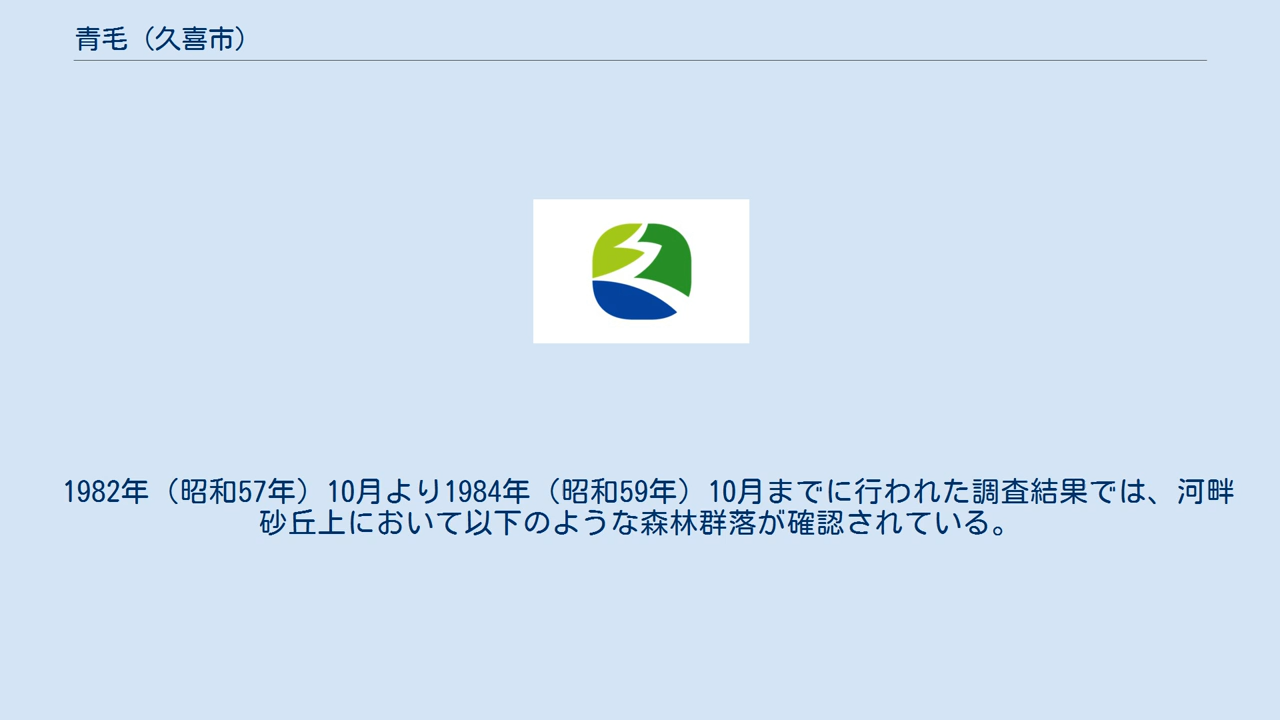 青毛（久喜市）
1982年（昭和57年）10月より1984年（昭和59年）10月までに行われた調査結果では、河畔
砂丘上において以下のような森林群落が確認されている。